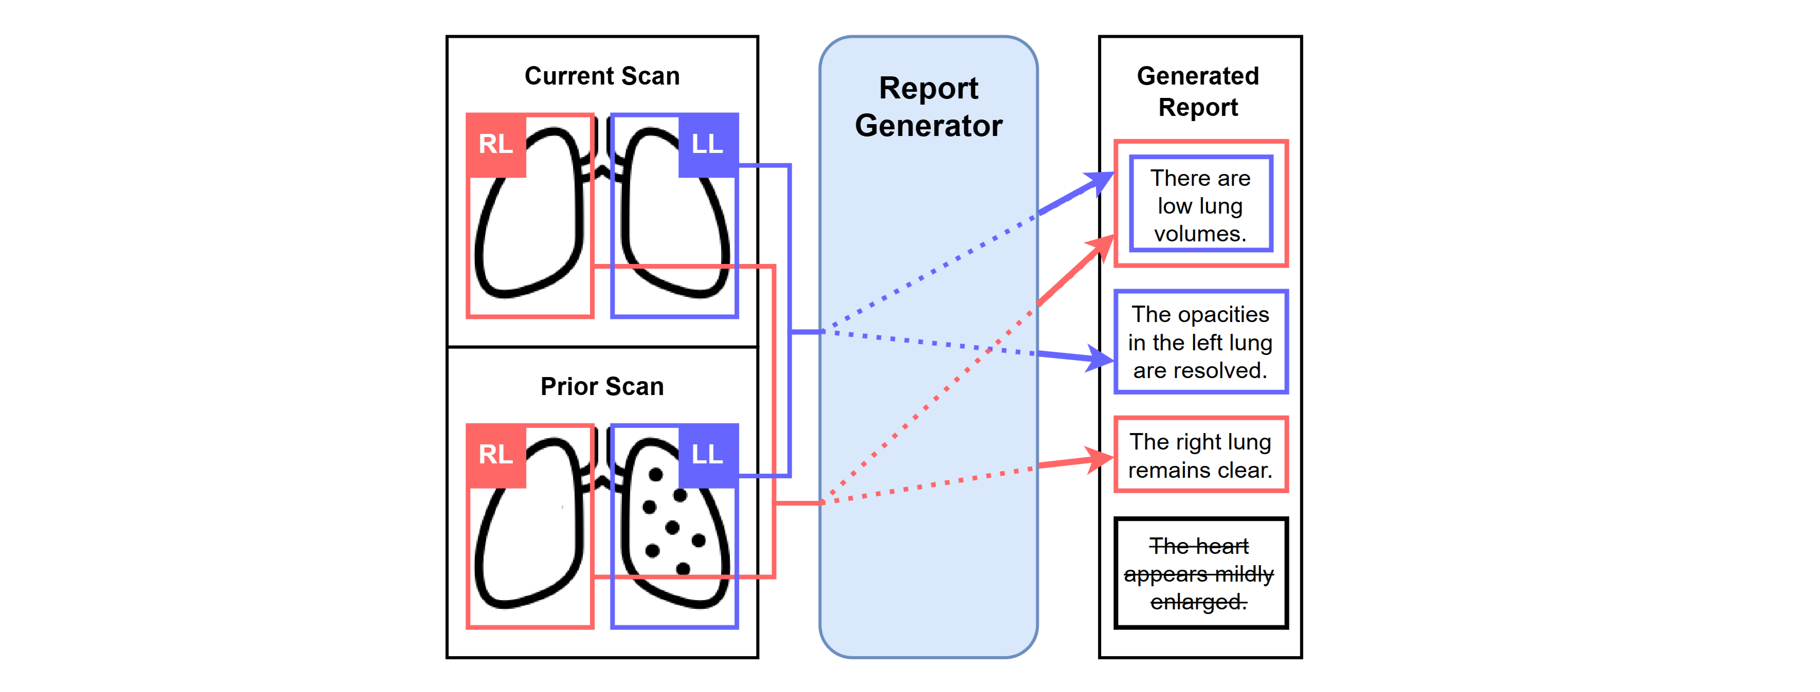 Current Scan
RL
LL
Prior Scan
RL
LL
Report
Generator
Generated
Report
There are
low lung
volumes.
The opacities
in the left lung
are resolved.
The right lung
remains clear.
The heart
appears mildly
enlarged.